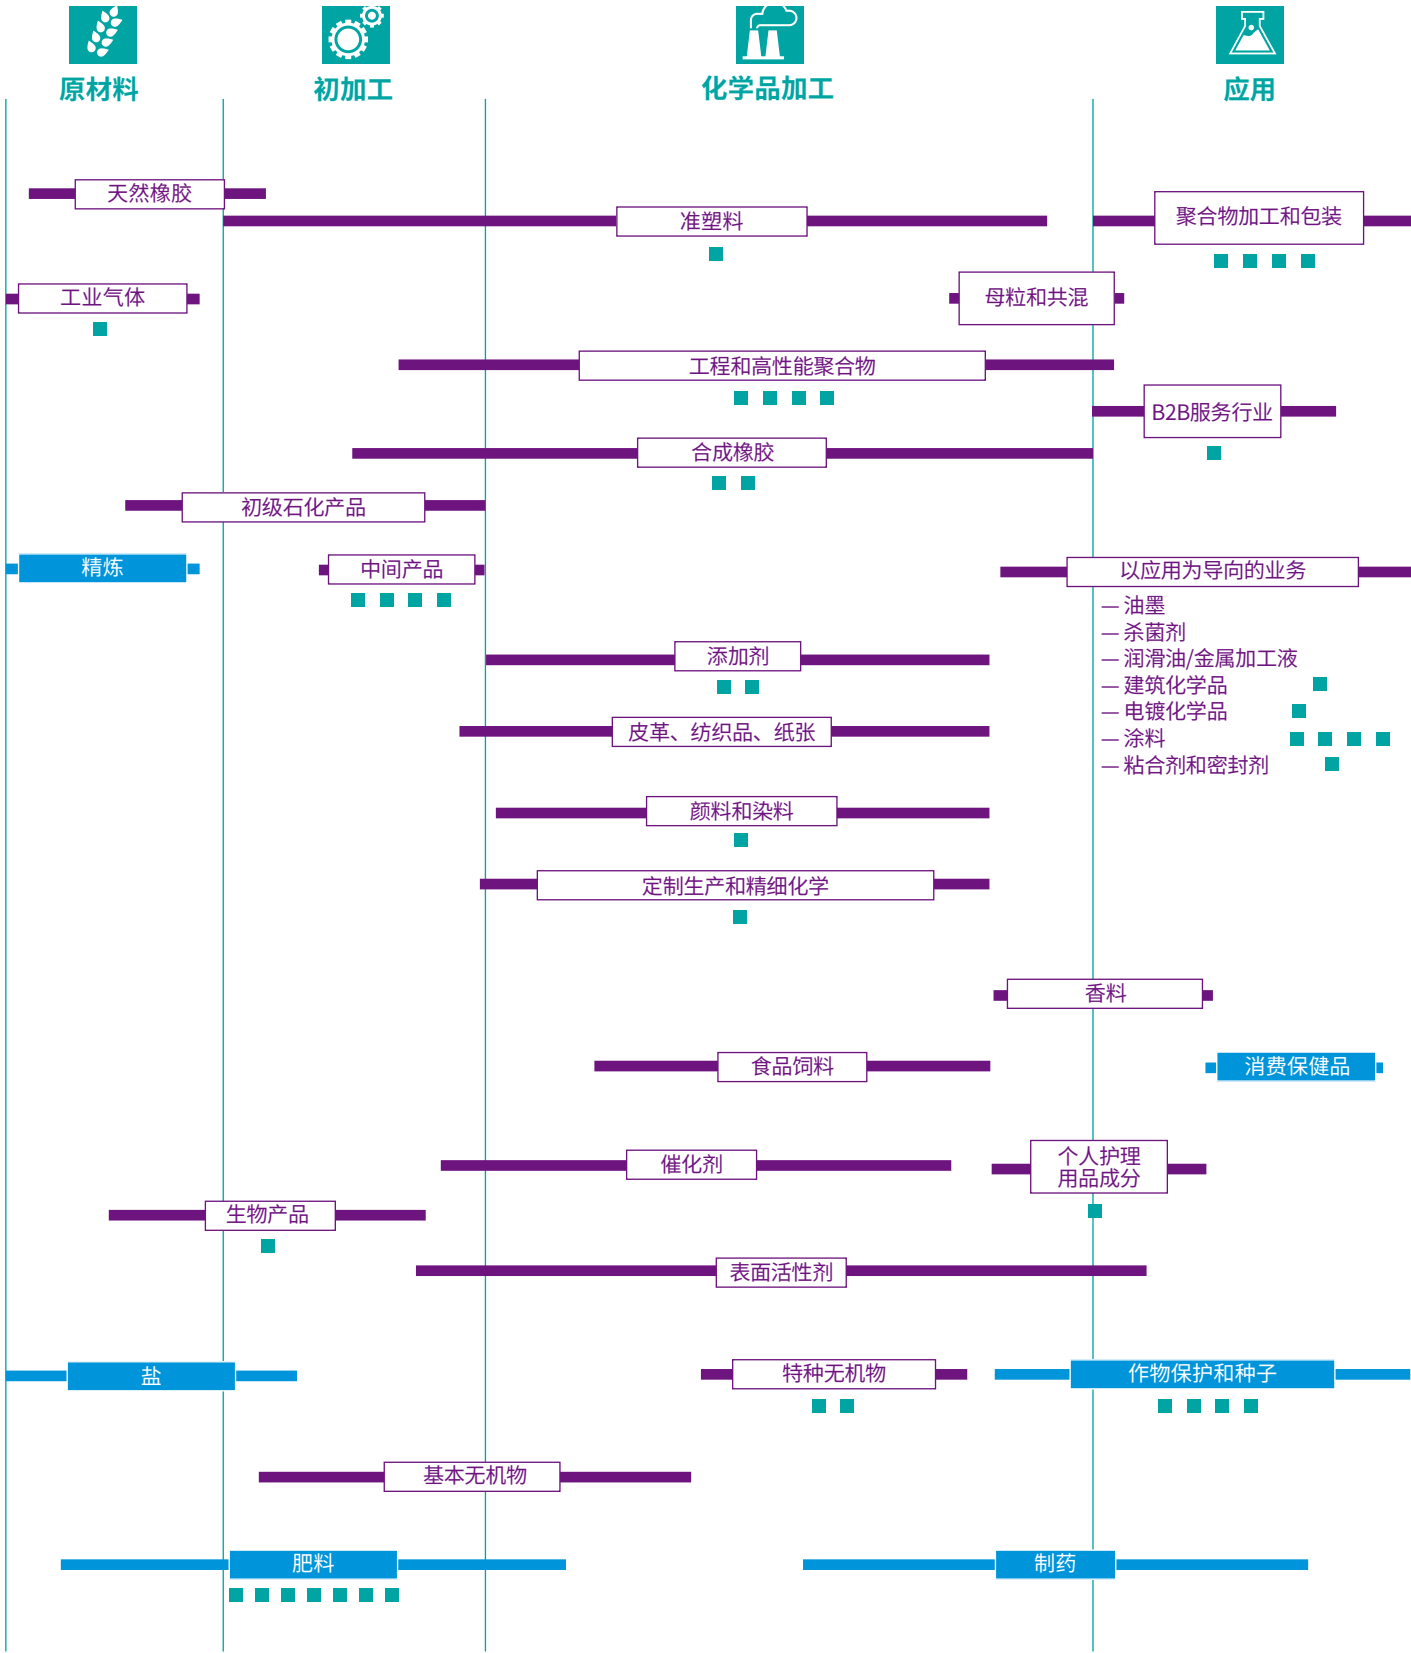 原材料
初加工
化学品加工
应用
天然橡胶
准塑料
聚合物加工和包装
工业气体
母粒和共混
工程和高性能聚合物
B2B服务行业
合成橡胶
初级石化产品
精炼
中间产品
以应用为导向的业务
— 油墨
— 杀菌剂
— 润滑油/金属加工液
— 建筑化学品
— 电镀化学品
— 涂料
— 粘合剂和密封剂
添加剂
皮革、纺织品、纸张
颜料和染料
定制生产和精细化学
香料
食品饲料
消费保健品
催化剂
个人护理
用品成分
生物产品
表面活性剂
盐
特种无机物
作物保护和种子
基本无机物
肥料
制药